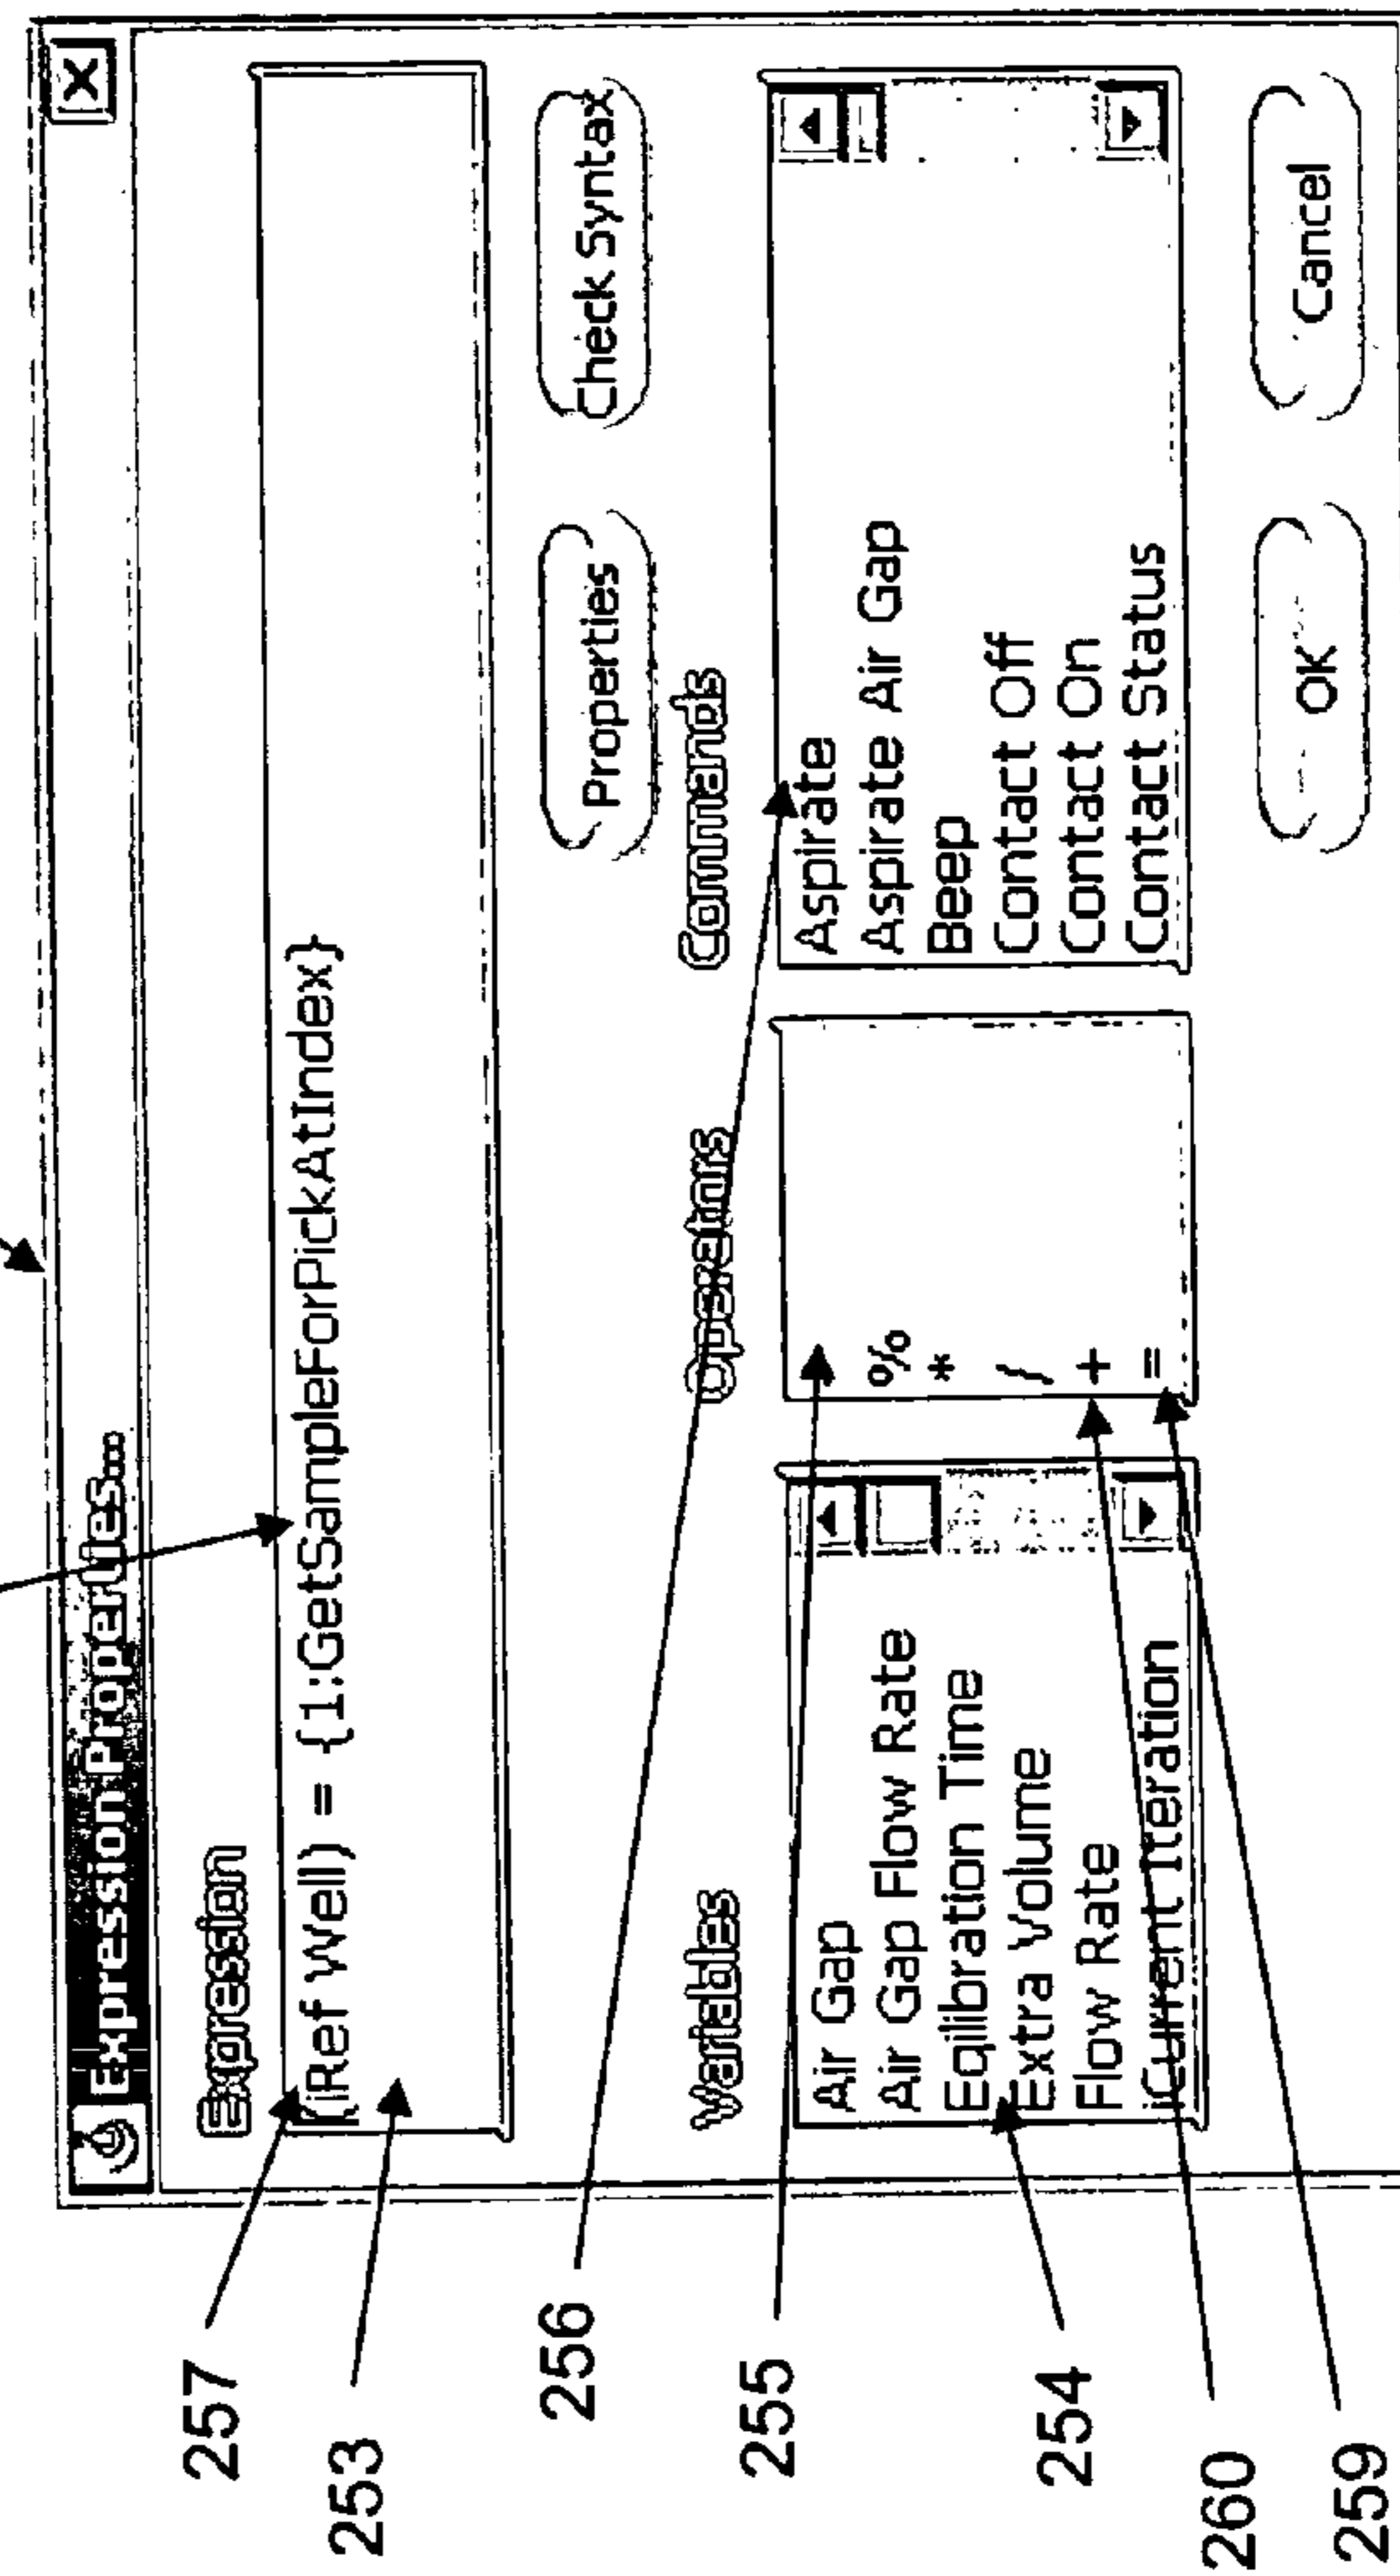 Expression Properties...
Expression
(iRef Well) = {1:GetSampleForPickAtIndex}
Properties
Check Syntax
Variables
Operators
Commands
Air Gap
Air Gap Flow Rate
Eqilibration Time
Extra Volume
Flow Rate
iCurrent Iteration
%
*
/
+
=
Aspirate
Aspirate Air Gap
Beep
Contact Off
Contact On
Contact Status
OK
Cancel
257
253
256
255
254
260
259